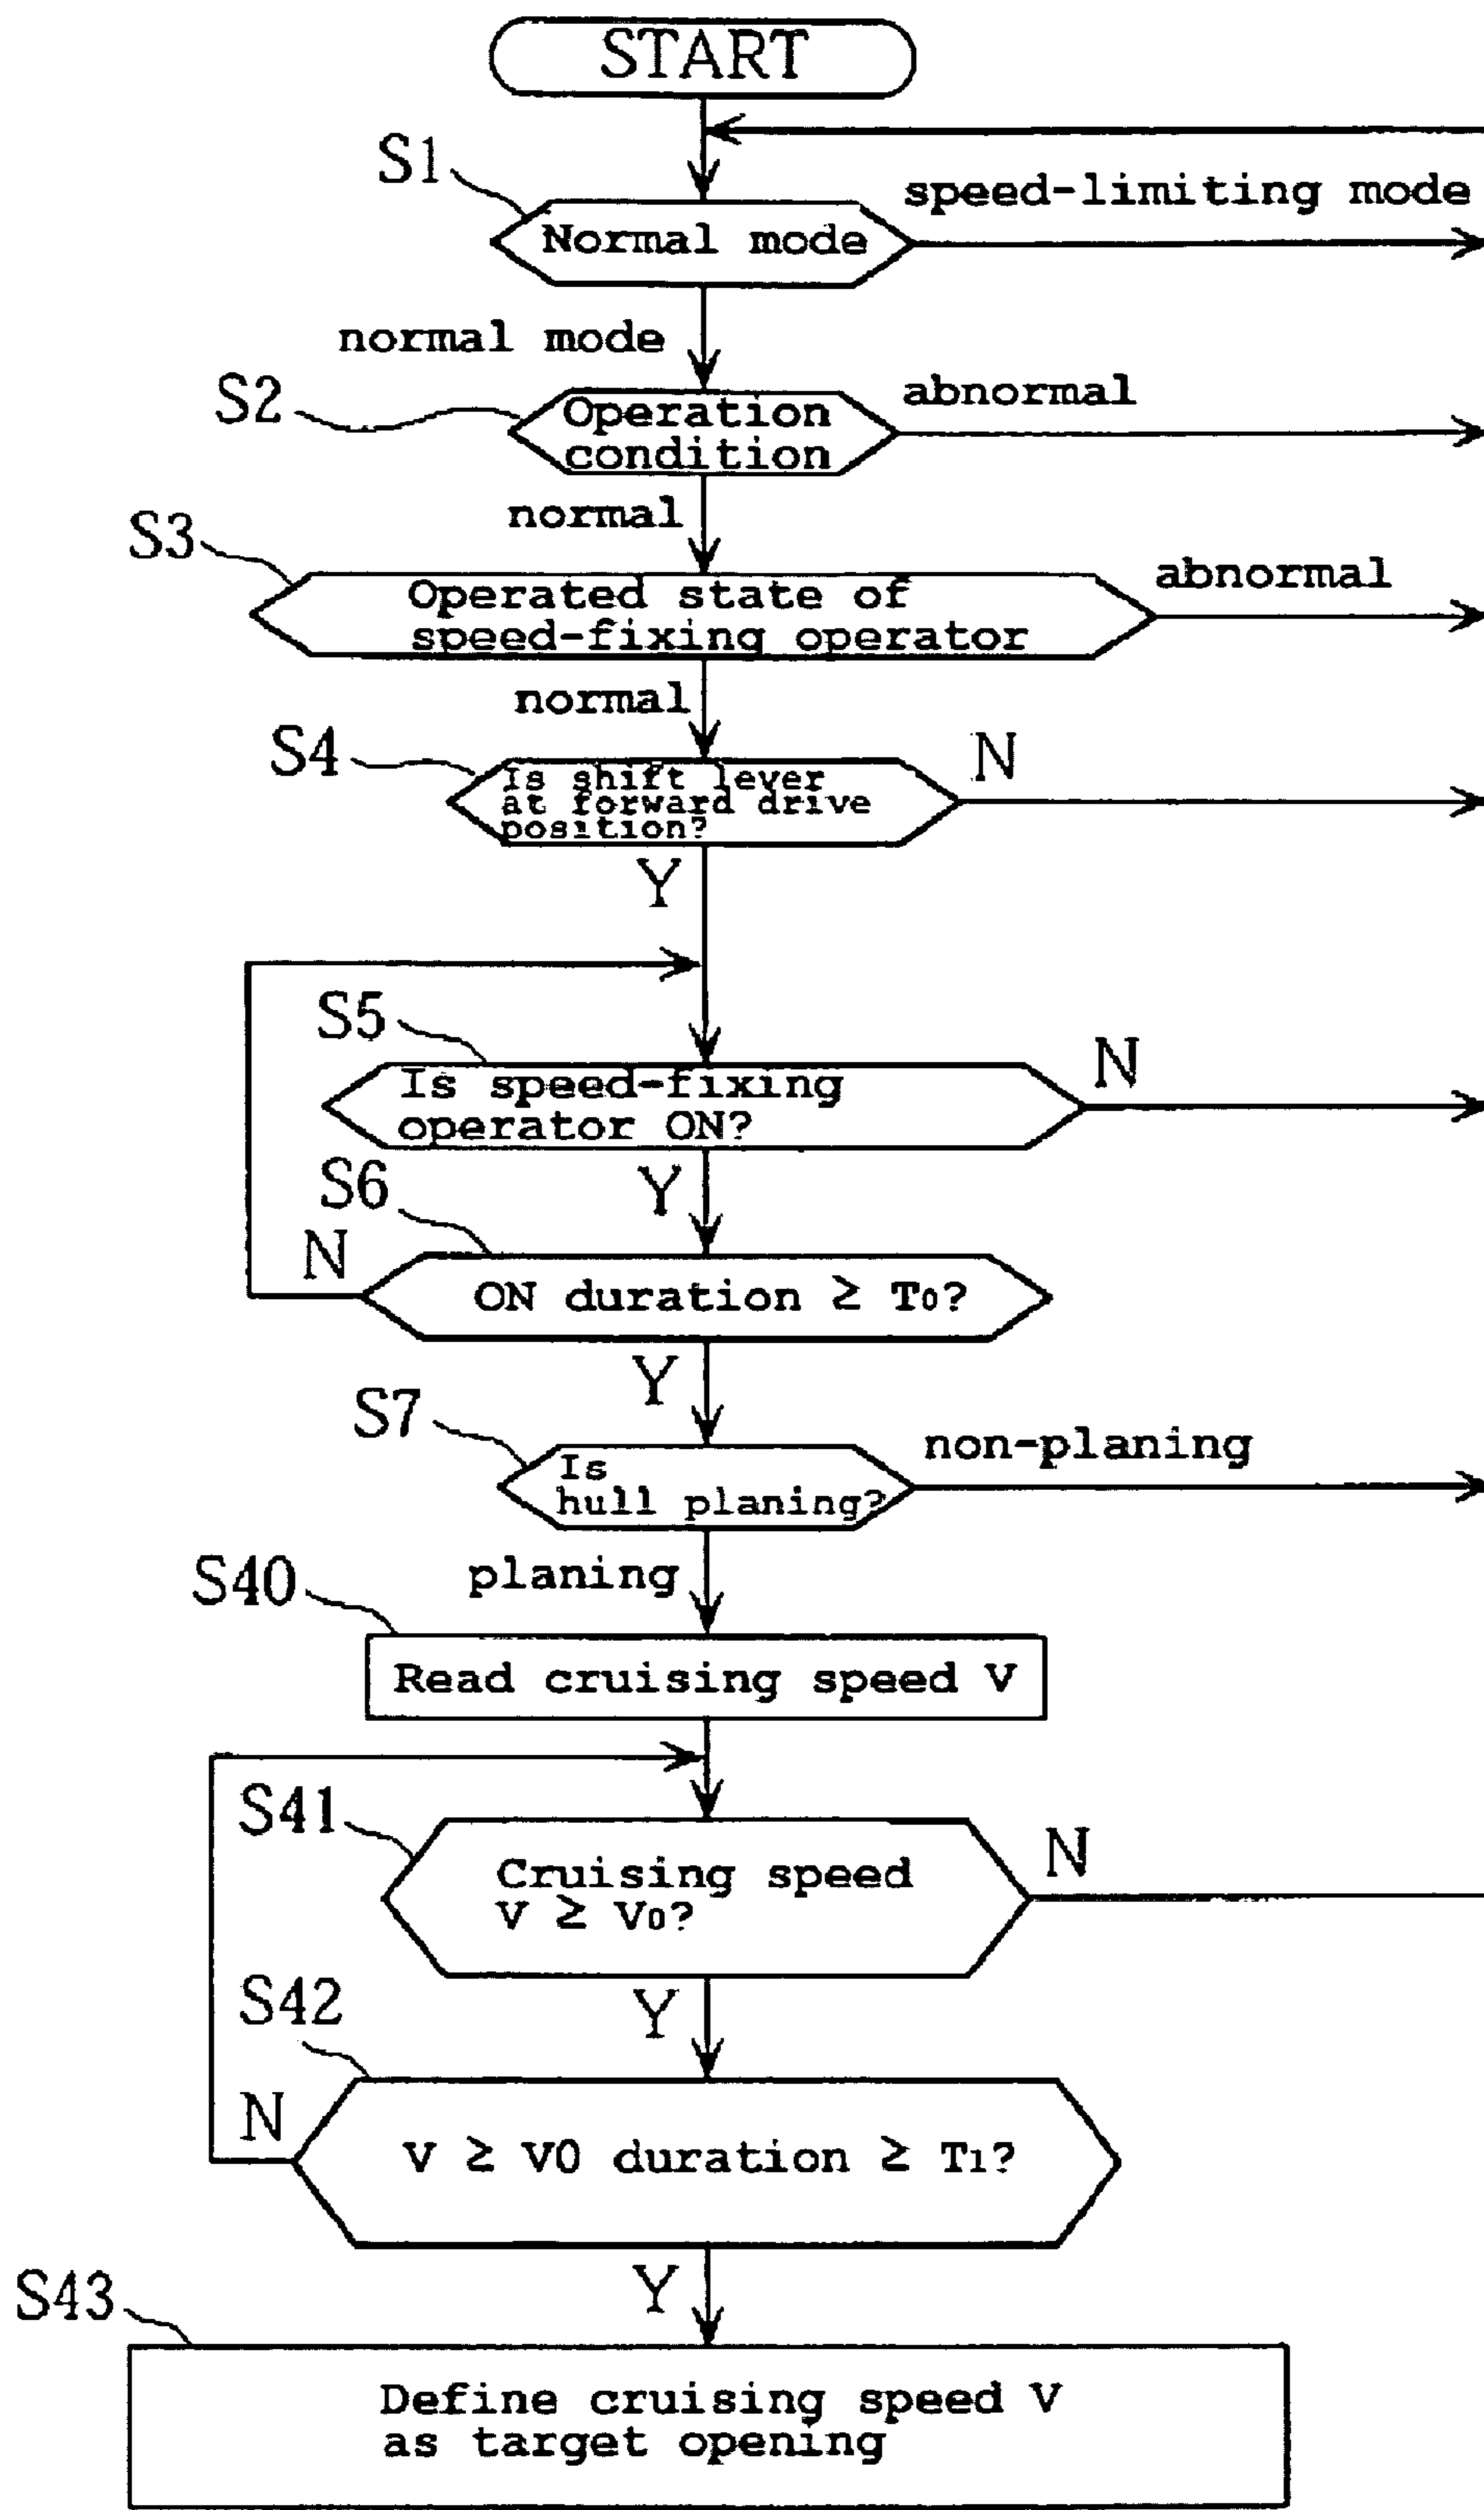 START
S1
speed-limiting mode
Normal mode
normal mode
S2
abnormal
Operation
condition
normal
S3
abnormal
Operated state of
speed-fixing operator
normal
S4
N
Is shift lever
at forward drive
position?
Y
S5
N
Is speed-fixing
operator ON?
S6
Y
N
ON duration ≥ T0?
Y
S7
non-planing
Is
hull planing?
S40
planing
Read cruising speed V
S41
N
Cruising speed
V ≥ V0?
S42
Y
N
V ≥ V0 duration ≥ T1?
S43
Y
Define cruising speed V
as target opening